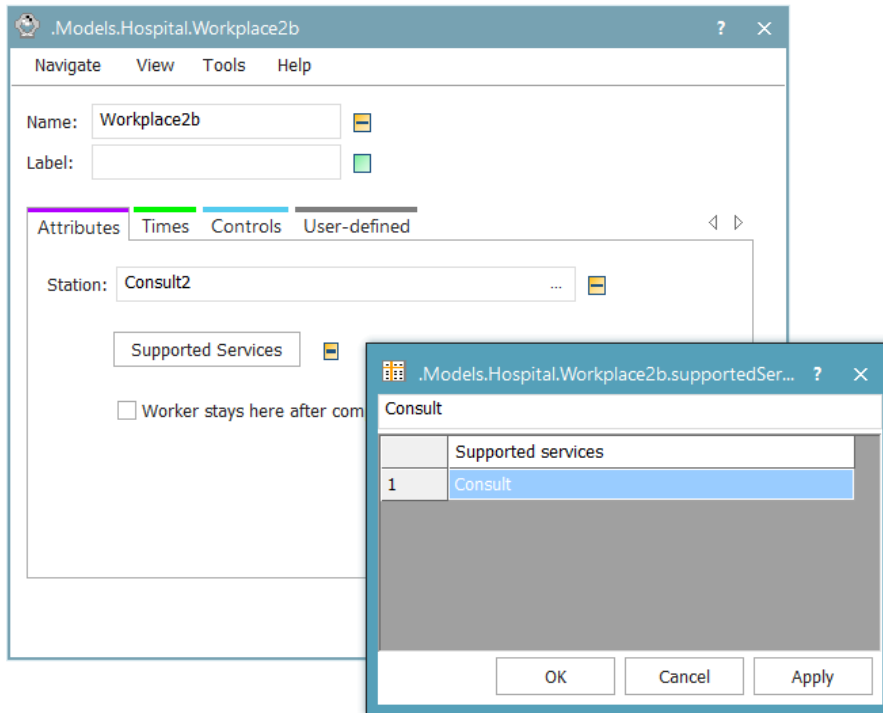 .Models.Hospital.Workplace2b ?
Navigate View Tools Help
Name: Workplace2b
Label:
Attributes Times Controls User-defined
Station: Consult2 ...
Supported Services
Worker stays here after com
.Models.Hospital.Workplace2b.supportedSer... ?
Consult
Supported services
1 Consult
OK Cancel Apply